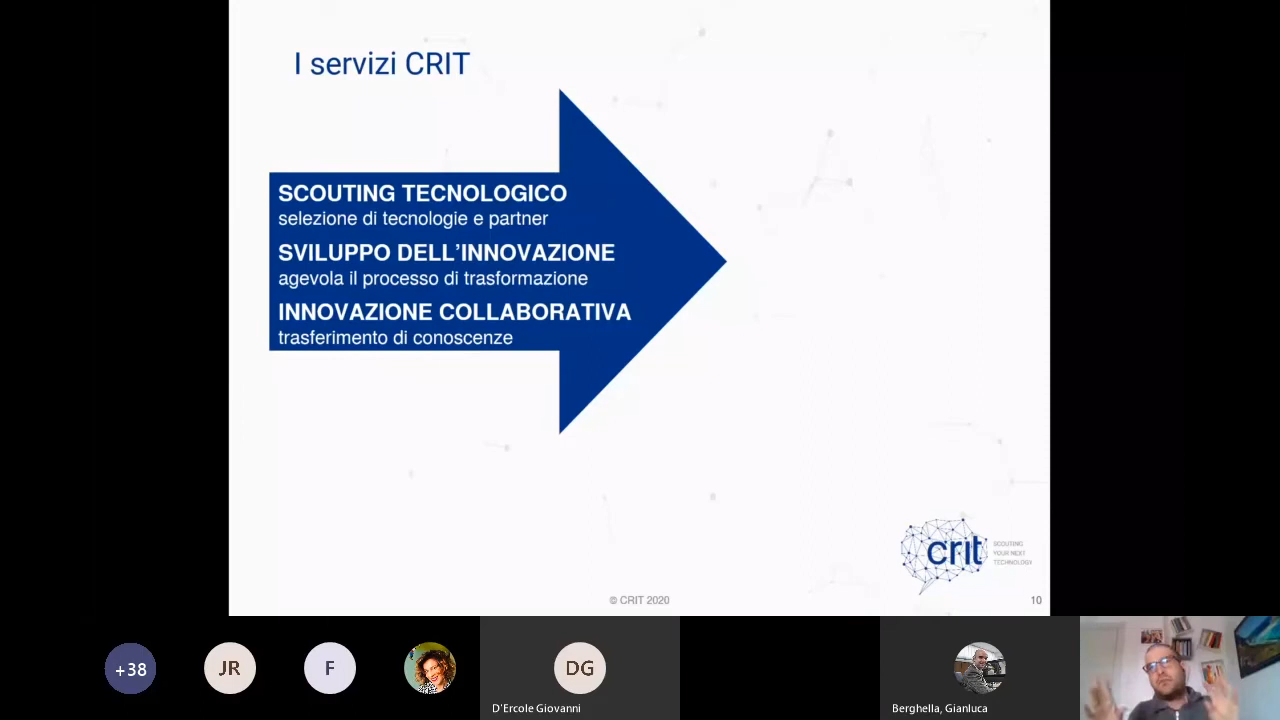 I servizi CRIT
SCOUTING TECNOLOGICO
selezione di tecnologie e partner
SVILUPPO DELL'INNOVAZIONE
agevola il processo di trasformazione
INNOVAZIONE COLLABORATIVA
trasferimento di conoscenze
crit
SCOUTING
YOUR NEXT
TECHNOLOGY
© CRIT 2020
10
+38
JR
F
DG
D'Ercole Giovanni
Berghella, Gianluca